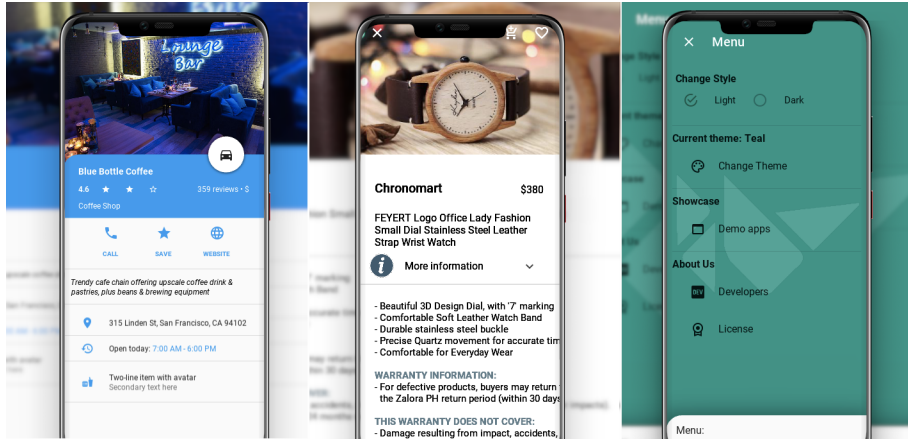 Lounge
Bar
Blue Bottle Coffee
4.6
359 reviews • $
Coffee Shop
CALL
SAVE
WEBSITE
Trendy cafe chain offering upscale coffee drink &
pastries, plus beans & brewing equipment
315 Linden St, San Francisco, CA 94102
Open today: 7:00 AM - 6:00 PM
Two-line item with avatar
Secondary text here
Chronomart
$380
FEYERT Logo Office Lady Fashion
Small Dial Stainless Steel Leather
Strap Wrist Watch
i
More information
- Beautiful 3D Design Dial, with '7' marking
- Comfortable Soft Leather Watch Band
- Durable stainless steel buckle
- Precise Quartz movement for accurate tim
- Comfortable for Everyday Wear
WARRANTY INFORMATION:
- For defective products, buyers may return
the Zalora PH return period (within 30 days
THIS WARRANTY DOES NOT COVER:
- Damage resulting from impact, accidents,
Menu
Change Style
Light
Dark
Current theme: Teal
Change Theme
Showcase
Demo apps
About Us
DEV
Developers
License
Menu: